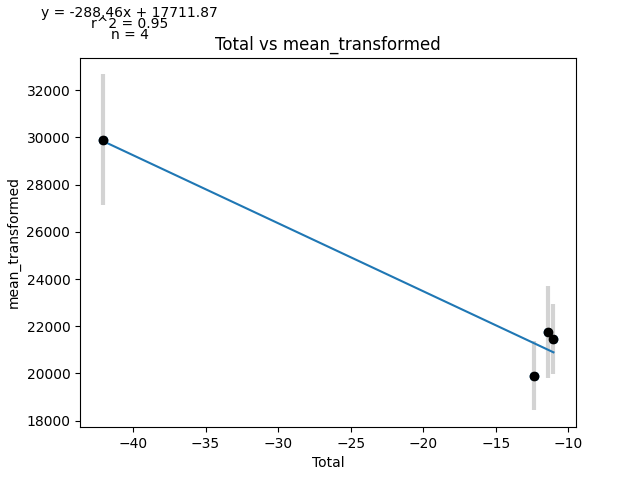 y = -288.46x + 17711.87
r^2 = 0.95
n = 4
Total vs mean_transformed
32000
30000
28000
26000
24000
22000
20000
18000
mean_transformed
−40
−35
−30
−25
−20
−15
−10
Total